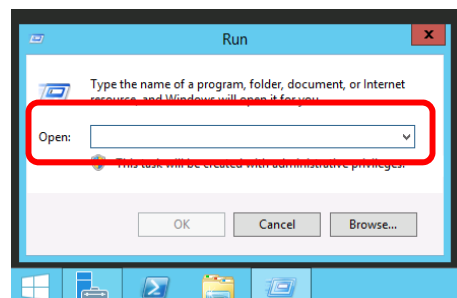 Run
x
Type the name of a program, folder, document, or Internet
resource, and Windows will open it for you.
Open:
This task will be created with administrative privileges.
OK
Cancel
Browse...